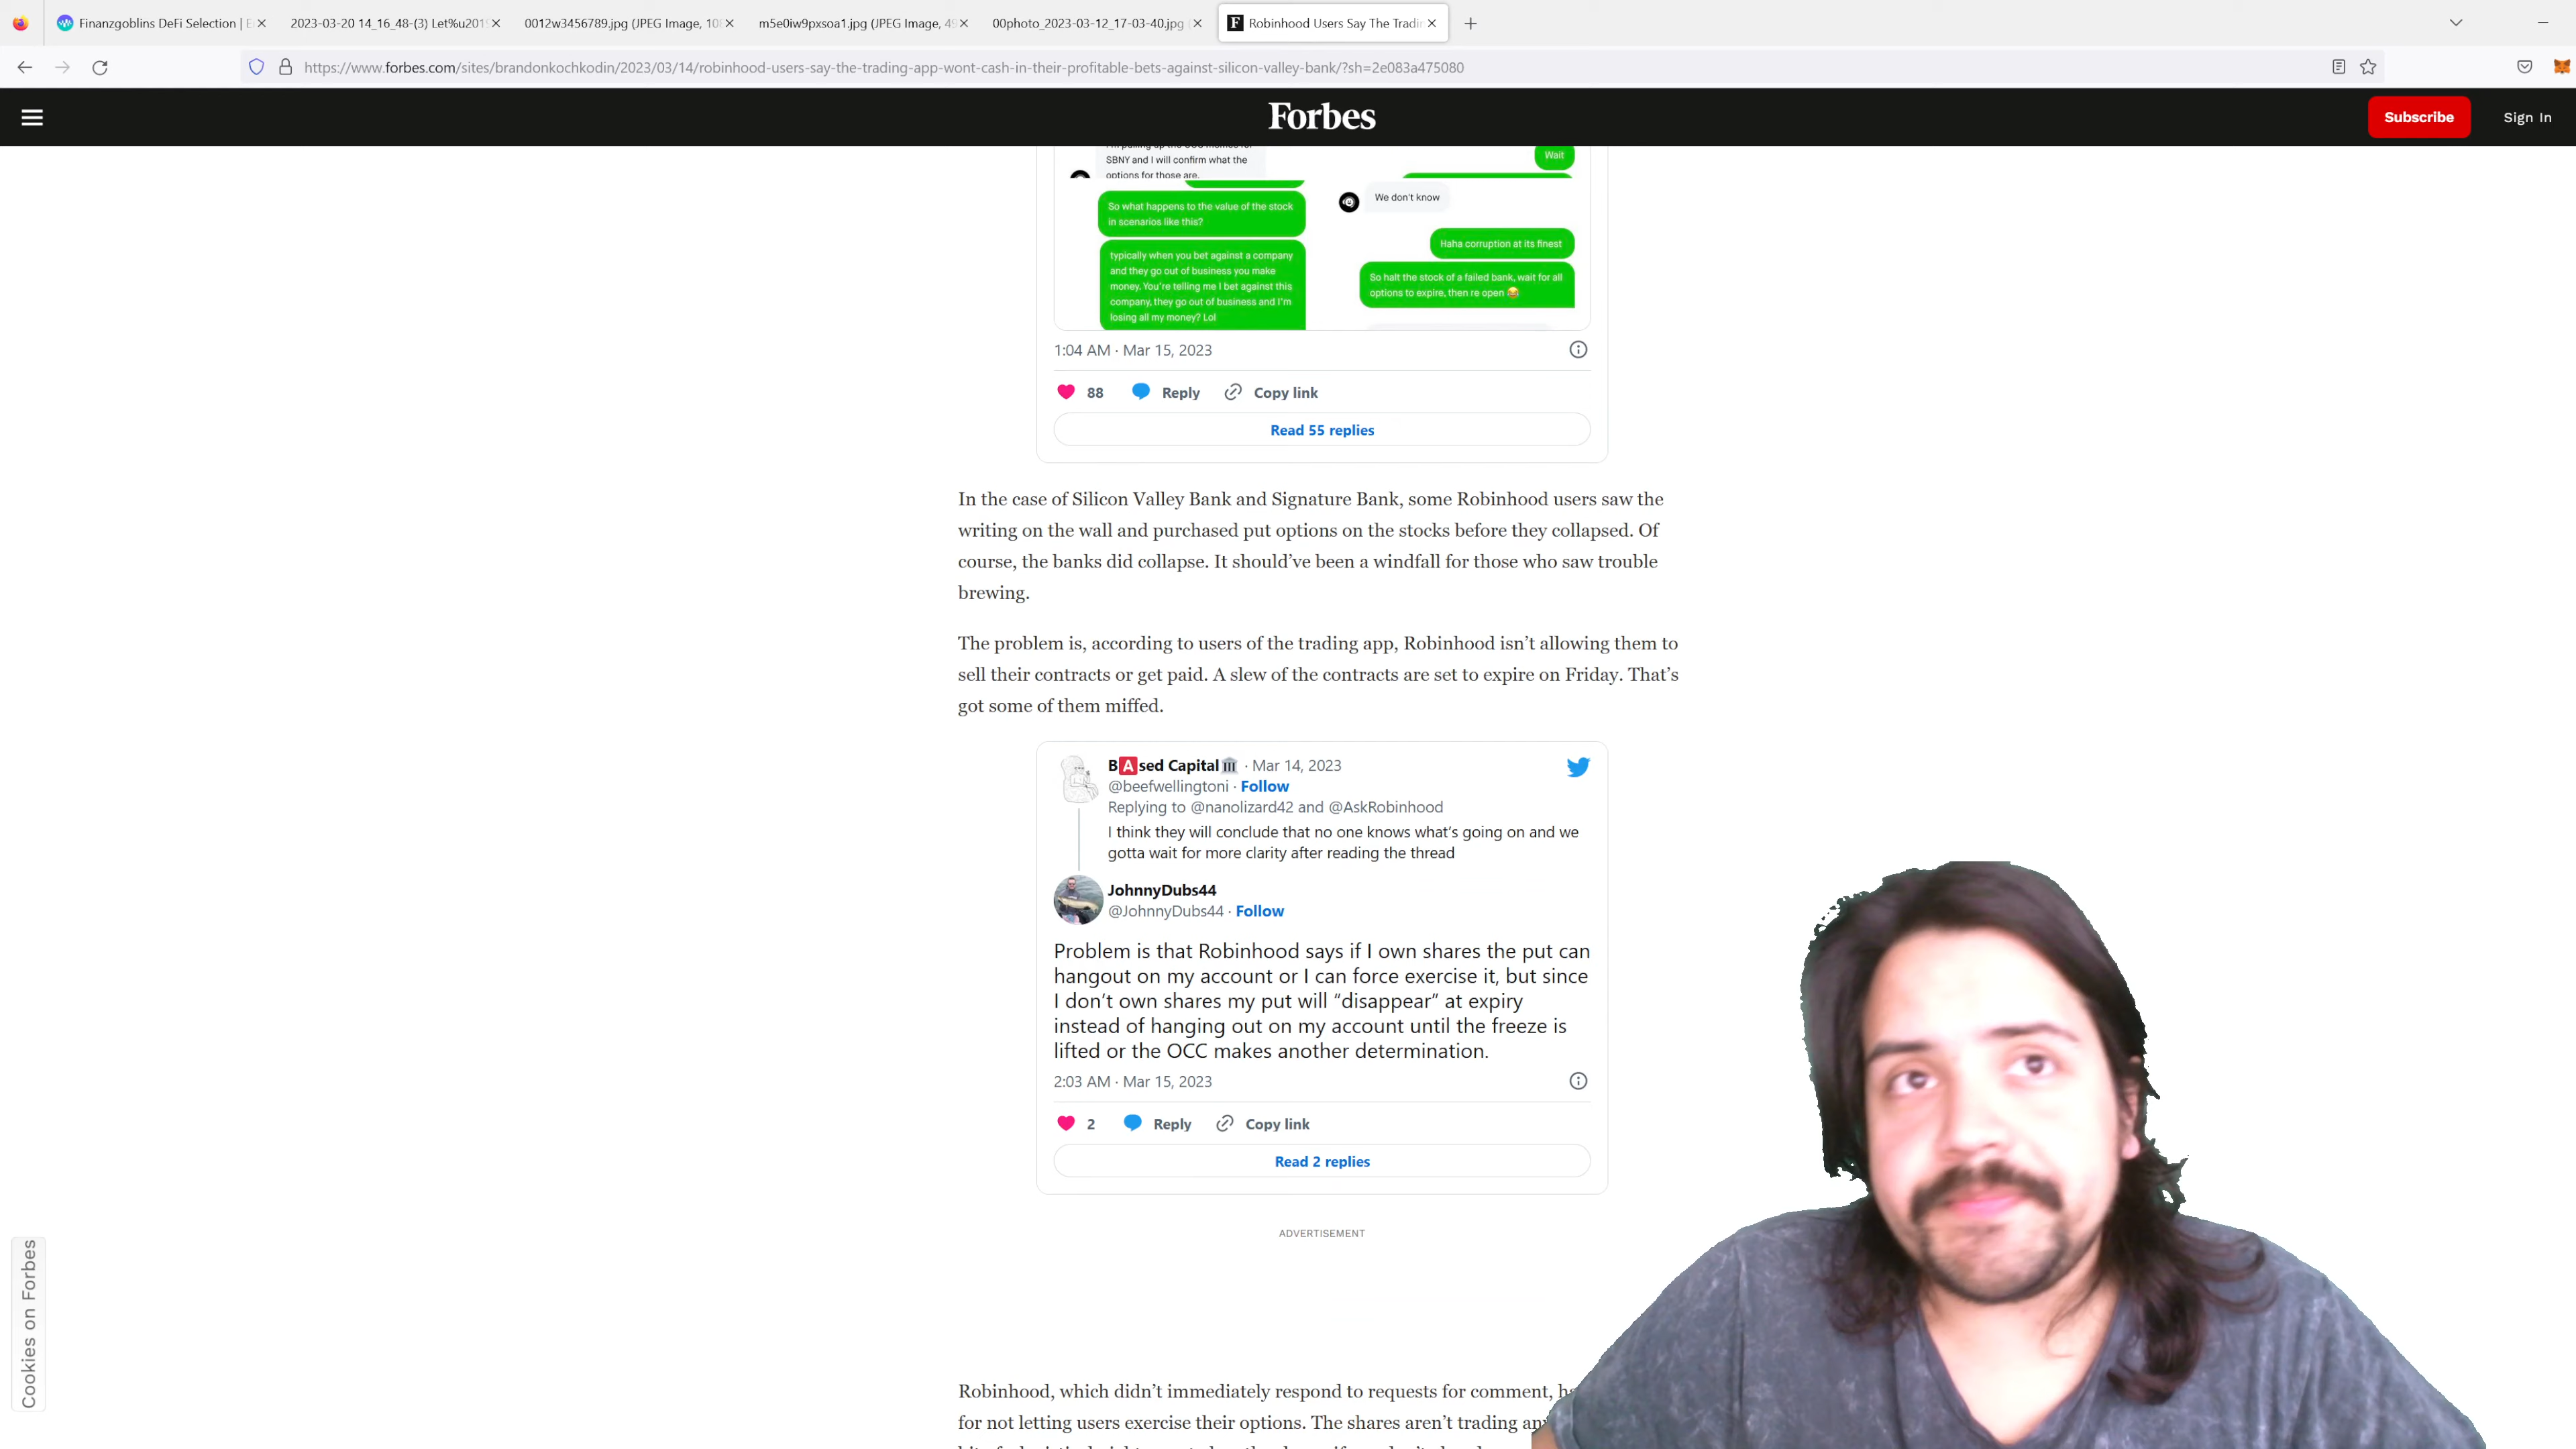 Finanzgoblins DeFi Selection | E
2023-03-20 14_16_48-(3) Let%u201
0012w3456789.jpg (JPEG Image, 10
m5e0iw9pxsoa1.jpg (JPEG Image, 49
00photo_2023-03-12_17-03-40.jpg
Robinhood Users Say The Tradin
https://www.forbes.com/sites/brandonkochkodin/2023/03/14/robinhood-users-say-the-trading-app-wont-cash-in-their-profitable-bets-against-silicon-valley-bank/?sh=2e083a475080
Forbes
Subscribe
Sign In
SBNY and I will confirm what the
options for those are.
So what happens to the value of the stock
in scenarios like this?
typically when you bet against a company
and they go out of business you make
money. You're telling me I bet against this
company, they go out of business and I'm
losing all my money? Lol
Wait
We don't know
Haha corruption at its finest
So halt the stock of a failed bank, wait for all
options to expire, then re open 😂
1:04 AM · Mar 15, 2023
88 Reply Copy link
Read 55 replies
In the case of Silicon Valley Bank and Signature Bank, some Robinhood users saw the
writing on the wall and purchased put options on the stocks before they collapsed. Of
course, the banks did collapse. It should've been a windfall for those who saw trouble
brewing.
The problem is, according to users of the trading app, Robinhood isn't allowing them to
sell their contracts or get paid. A slew of the contracts are set to expire on Friday. That's
got some of them miffed.
B🅰️sed Capital🏛 · Mar 14, 2023
@beefwellingtoni · Follow
Replying to @nanolizard42 and @AskRobinhood
I think they will conclude that no one knows what's going on and we
gotta wait for more clarity after reading the thread
JohnnyDubs44
@JohnnyDubs44 · Follow
Problem is that Robinhood says if I own shares the put can
hangout on my account or I can force exercise it, but since
I don't own shares my put will “disappear” at expiry
instead of hanging out on my account until the freeze is
lifted or the OCC makes another determination.
2:03 AM · Mar 15, 2023
2 Reply Copy link
Read 2 replies
ADVERTISEMENT
Cookies on Forbes
Robinhood, which didn't immediately respond to requests for comment,
for not letting users exercise their options. The shares aren't trading